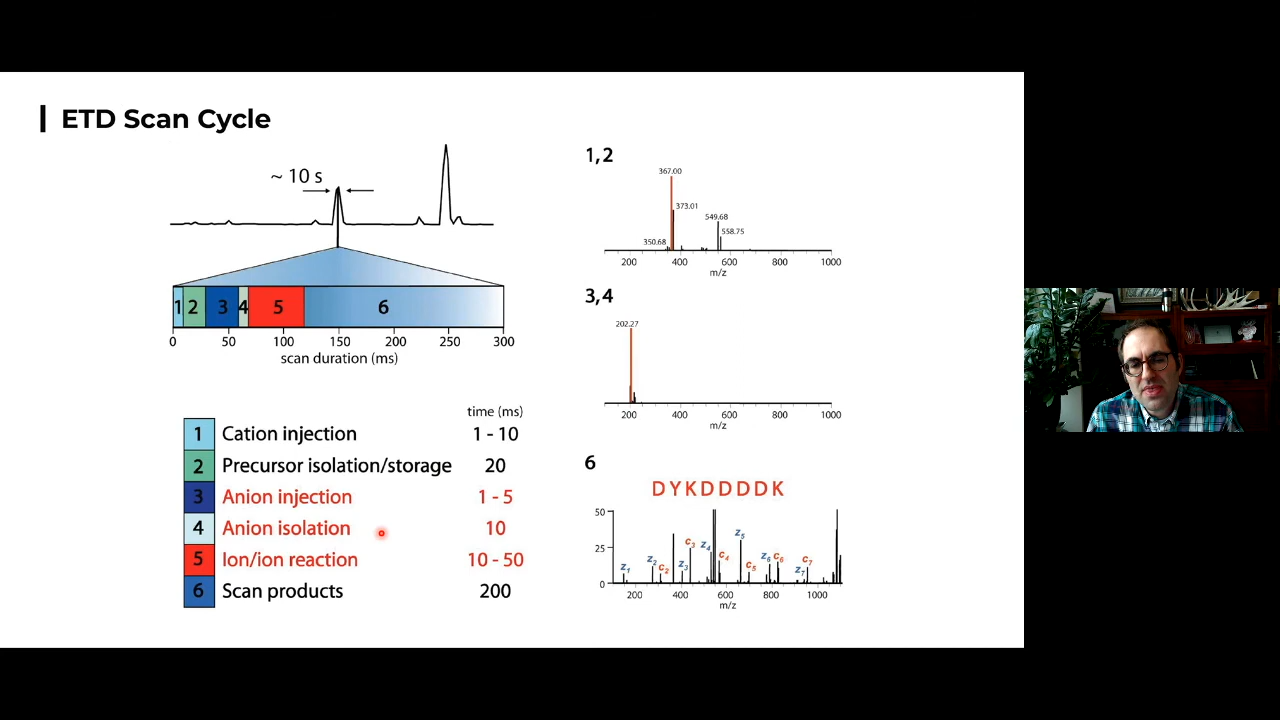 ETD Scan Cycle
~ 10 s
1 2 3 4 5 6
0 50 100 150 200 250 300
scan duration (ms)
time (ms)
1 Cation injection 1 - 10
2 Precursor isolation/storage 20
3 Anion injection 1 - 5
4 Anion isolation 10
5 Ion/ion reaction 10 - 50
6 Scan products 200
1, 2
367.00
373.01
549.68
558.75
350.68
200 400 600 800 1000
m/z
3, 4
202.27
200 400 600 800 1000
m/z
6
D Y K D D D D K
50
25
0
z1 z2 c2 z3 c3 z4 c4 z5 c5 z6 c6 z7 c7
200 400 600 800 1000
m/z